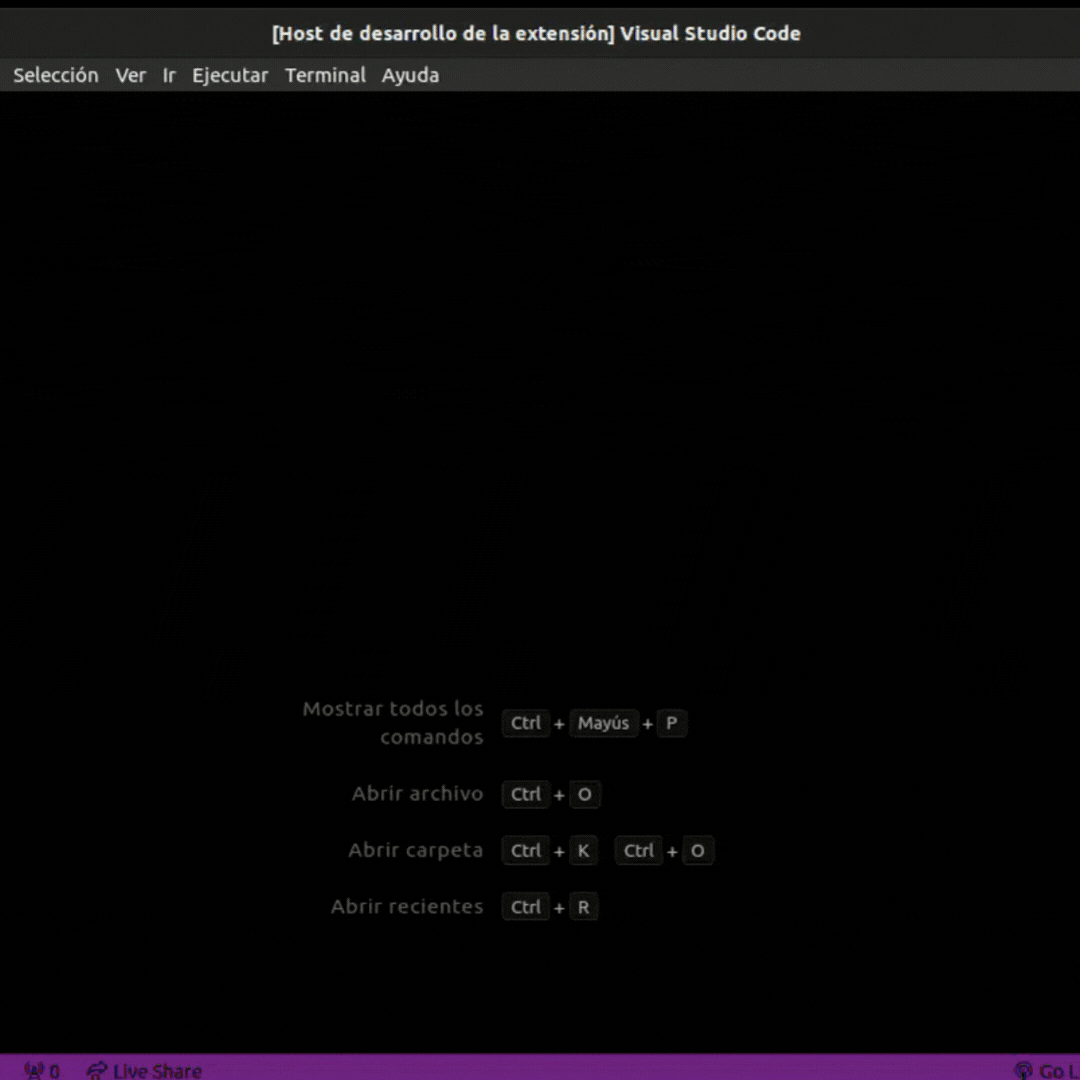 [Host de desarrollo de la extensión] Visual Studio Code
Selección Ver Ir Ejecutar Terminal Ayuda
Mostrar todos los
comandos
Ctrl + Mayús + P
Abrir archivo Ctrl + O
Abrir carpeta Ctrl + K Ctrl + O
Abrir recientes Ctrl + R
0 Live Share Go L